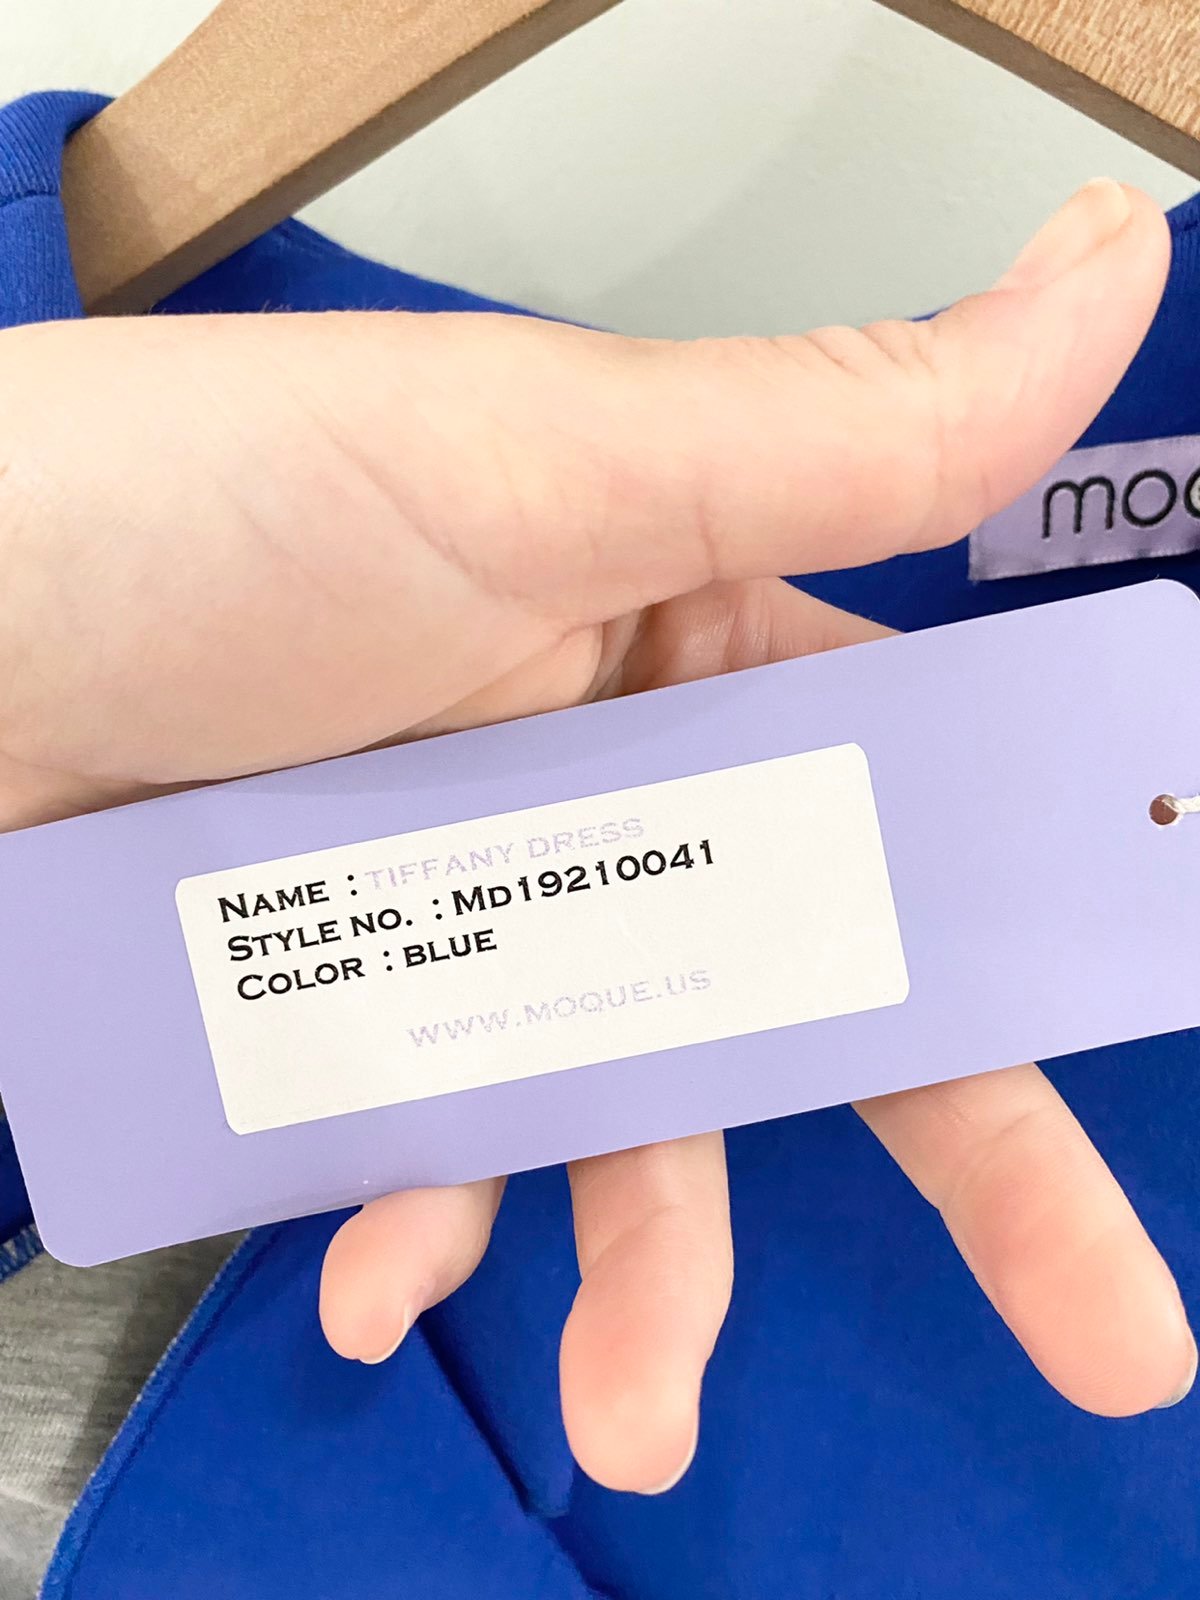 moq
NAME : TIFFANY DRESS
STYLE NO. : MD19210041
COLOR : BLUE
WWW.MOQUE.US